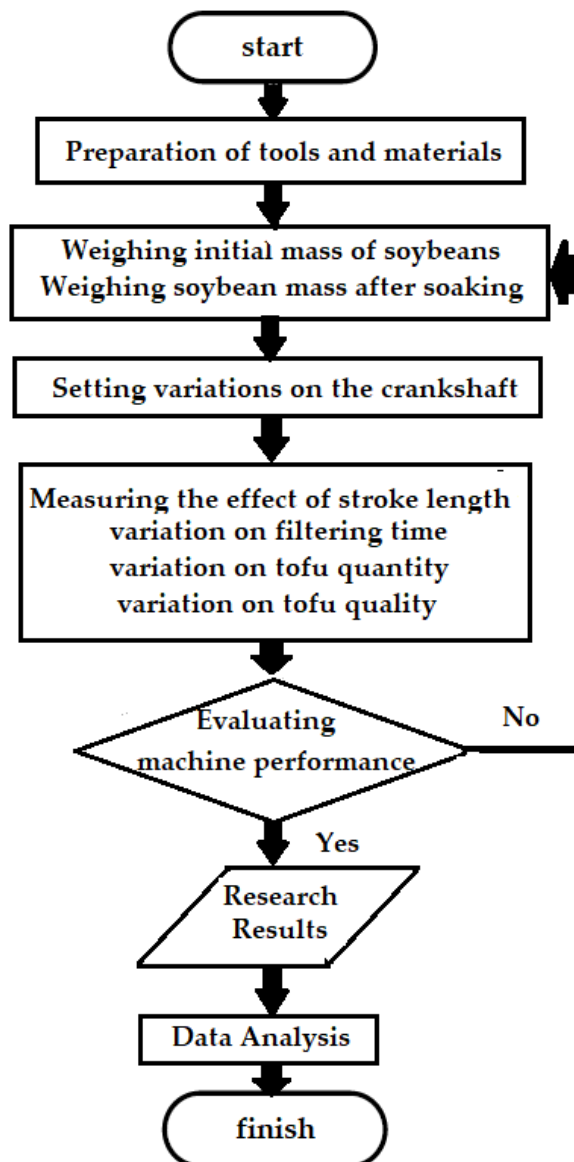 start
Preparation of tools and materials
Weighing initial mass of soybeans
Weighing soybean mass after soaking
Setting variations on the crankshaft
Measuring the effect of stroke length
variation on filtering time
variation on tofu quantity
variation on tofu quality
Evaluating
machine performance
No
Yes
Research
Results
Data Analysis
finish